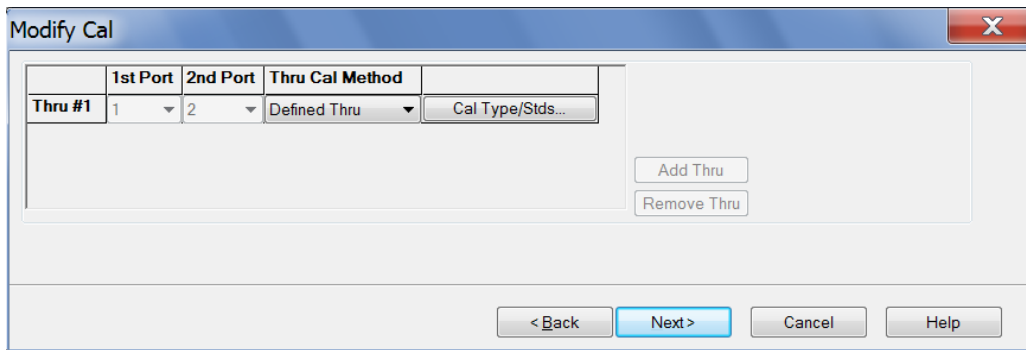 Modify Cal
1st Port 2nd Port Thru Cal Method
Thru #1 1 2 Defined Thru Cal Type/Stds...
Add Thru
Remove Thru
< Back Next > Cancel Help